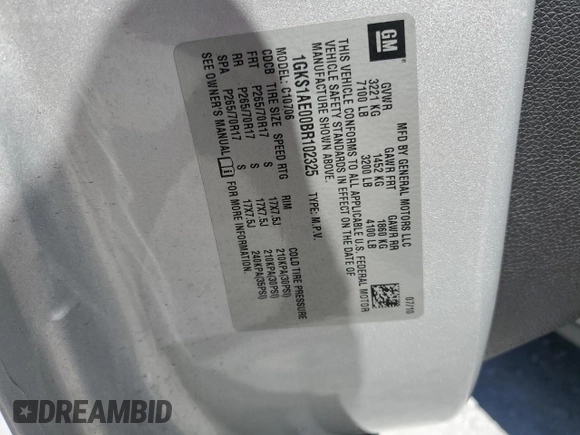 GM
®
MFD BY GENERAL MOTORS LLC
07/10
GVWR GAWR FRT GAWR RR
3221 KG 1452 KG 1860 KG
7100 LB 3200 LB 4100 LB
THIS VEHICLE CONFORMS TO ALL APPLICABLE U.S. FEDERAL MOTOR
VEHICLE SAFETY STANDARDS IN EFFECT ON THE DATE OF
MANUFACTURE SHOWN ABOVE.
1GKS1AE00BR102325 TYPE: M.P.V.
MODEL: C10706
CDCB TIRE SIZE SPEED RTG RIM COLD TIRE PRESSURE
FRT P265/70R17 S 17X7.5J 210KPA(30PSI)
RR P265/70R17 S 17X7.5J 210KPA(30PSI)
SPA P265/70R17 S 17X7.5J 240KPA(35PSI)
SEE OWNER'S MANUAL i FOR MORE INFORMATION.
DREAMBID